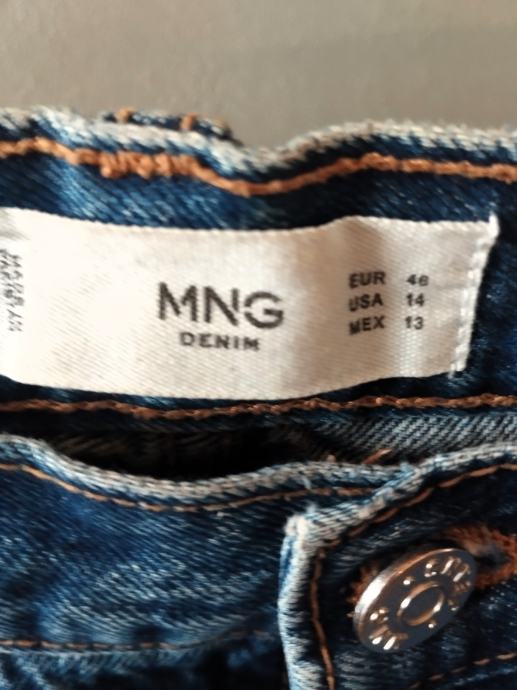 MNG
DENIM
EUR 46
USA 14
MEX 13